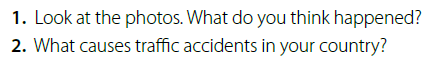 1. Look at the photos. What do you think happened?
2. What causes traffic accidents in your country?